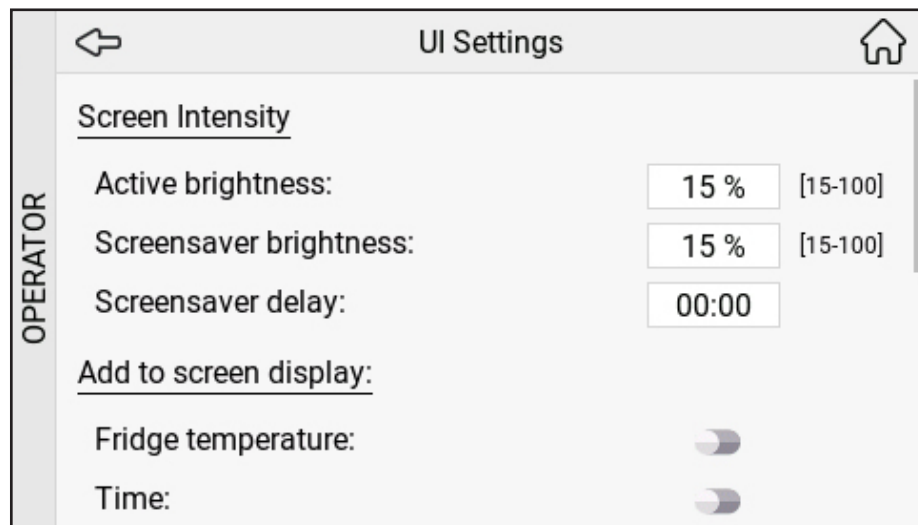 UI Settings
OPERATOR
Screen Intensity
Active brightness: 15 % [15-100]
Screensaver brightness: 15 % [15-100]
Screensaver delay: 00:00
Add to screen display:
Fridge temperature:
Time: